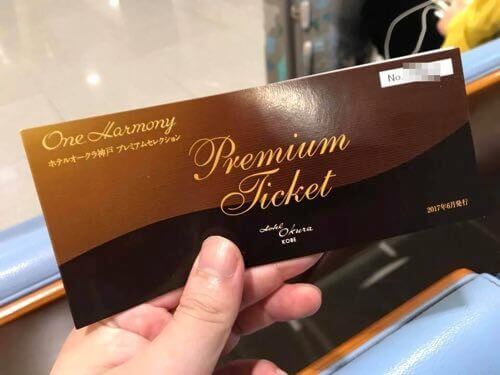 No.
One Harmony
ホテルオークラ神戸 プレミアムセレクション
Premium
Ticket
Hotel
Okura
KOBE
2017年6月発行